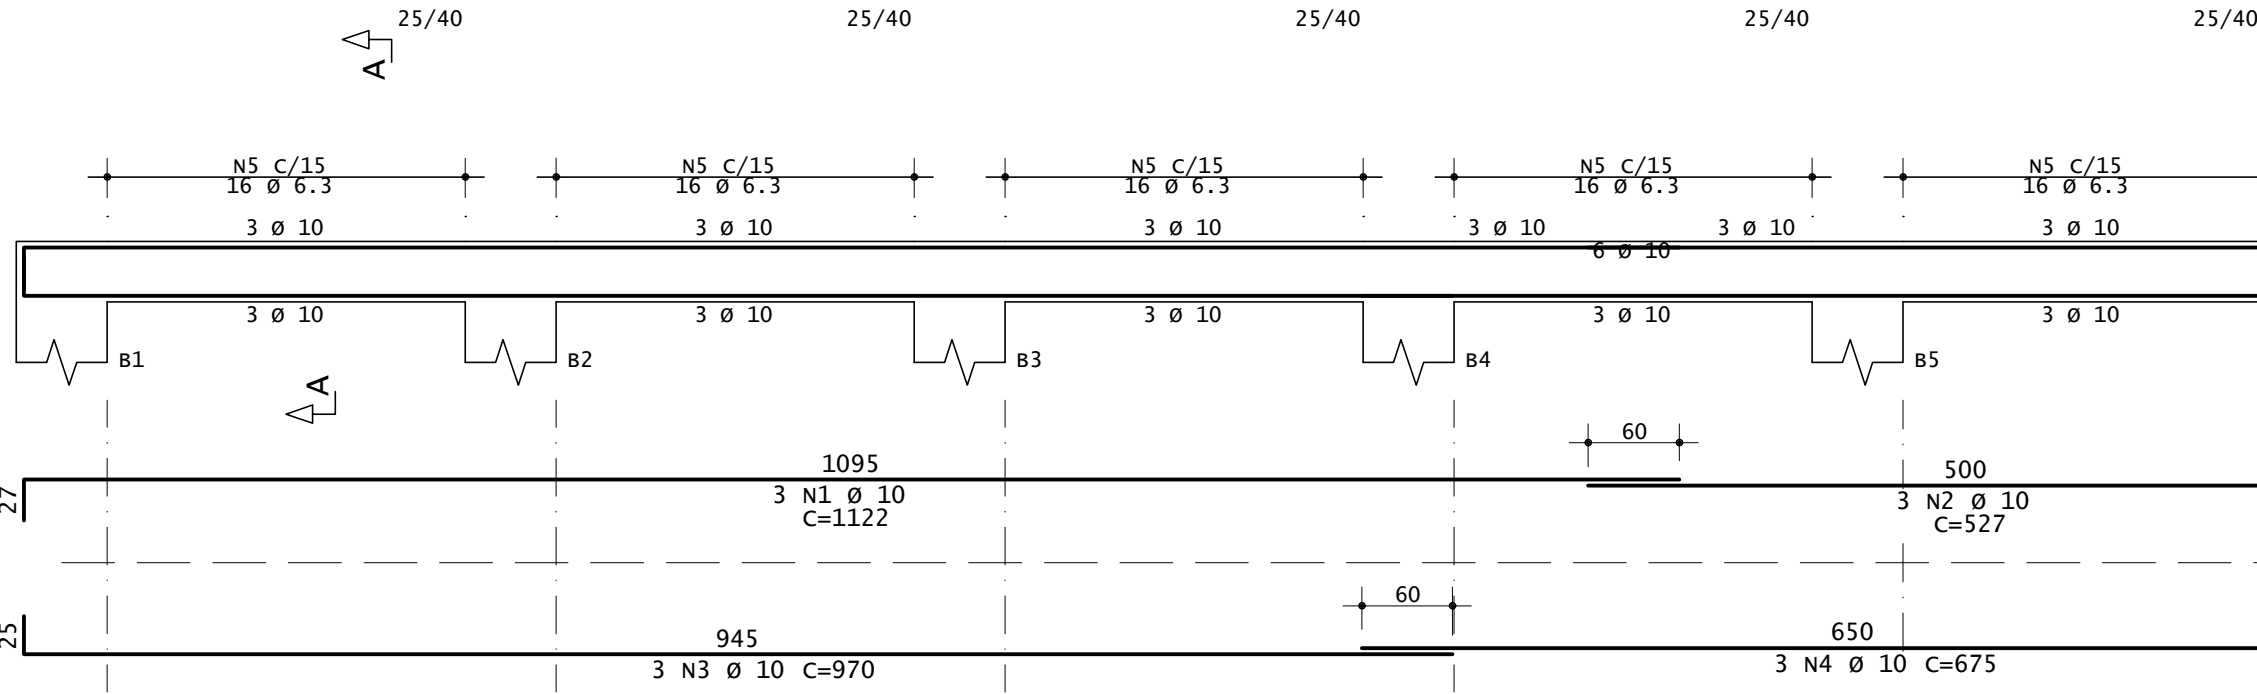 25/40 25/40 25/40 25/40 25/40
A
N5 C/15 N5 C/15 N5 C/15 N5 C/15 N5 C/15
16 Ø 6.3 16 Ø 6.3 16 Ø 6.3 16 Ø 6.3 16 Ø 6.3
3 Ø 10 3 Ø 10 3 Ø 10 3 Ø 10 3 Ø 10 3 Ø 10
6 Ø 10
3 Ø 10 3 Ø 10 3 Ø 10 3 Ø 10 3 Ø 10
B1 B2 B3 B4 B5
A
60
1095 500
27
3 N1 Ø 10 3 N2 Ø 10
C=1122 C=527
60
25
945 650
3 N3 Ø 10 C=970 3 N4 Ø 10 C=675